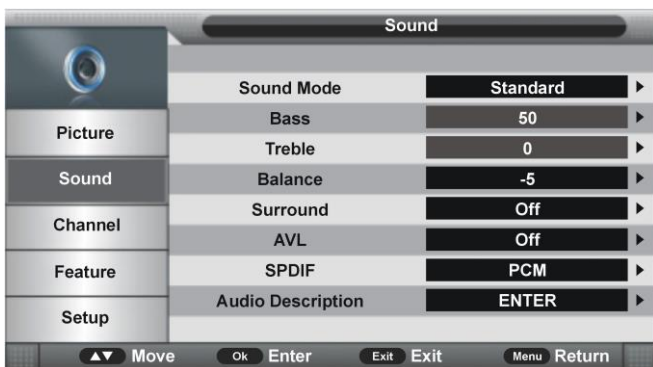 Sound
Sound Mode Standard
Bass 50
Treble 0
Balance -5
Surround Off
AVL Off
SPDIF PCM
Audio Description ENTER
Picture
Sound
Channel
Feature
Setup
Move Ok Enter Exit Exit Menu Return